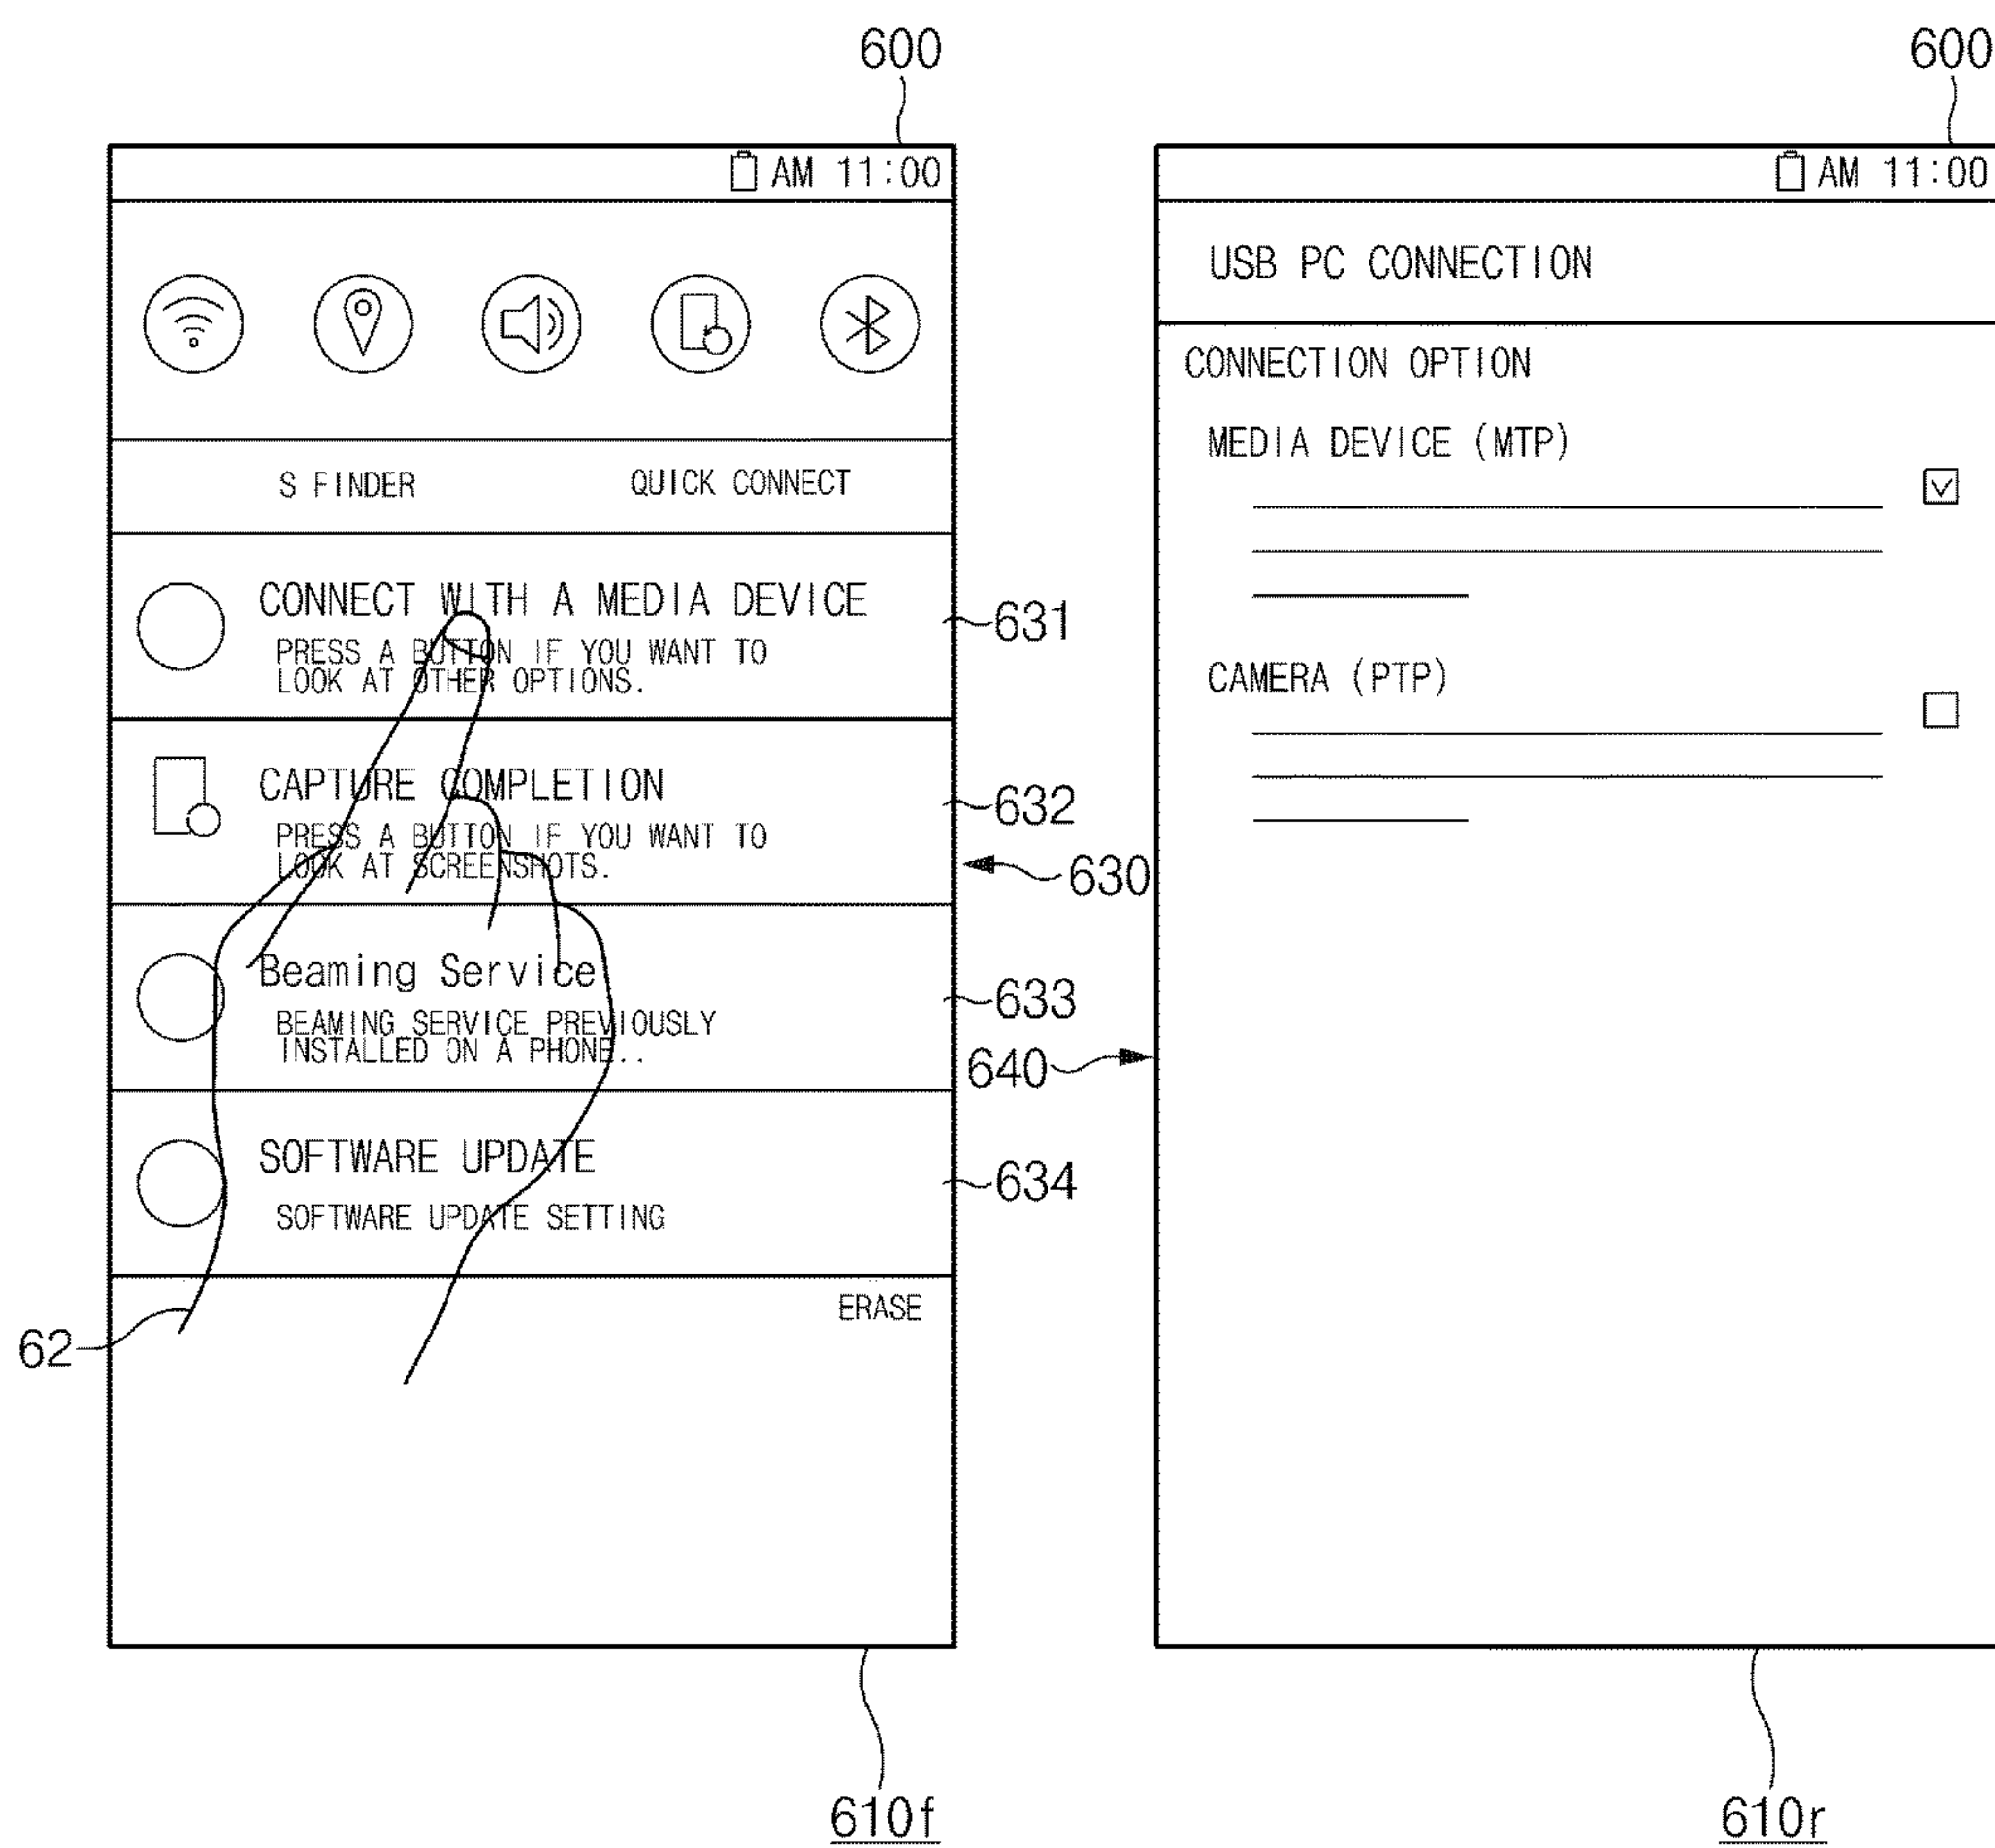 600
AM 11:00
S FINDER QUICK CONNECT
CONNECT WITH A MEDIA DEVICE
PRESS A BUTTON IF YOU WANT TO
LOOK AT OTHER OPTIONS.
631
CAPTURE COMPLETION
PRESS A BUTTON IF YOU WANT TO
LOOK AT SCREENSHOTS.
632
630
Beaming Service
BEAMING SERVICE PREVIOUSLY
INSTALLED ON A PHONE..
633
SOFTWARE UPDATE
SOFTWARE UPDATE SETTING
634
ERASE
62
610f
600
AM 11:00
USB PC CONNECTION
CONNECTION OPTION
MEDIA DEVICE (MTP)
CAMERA (PTP)
640
610r